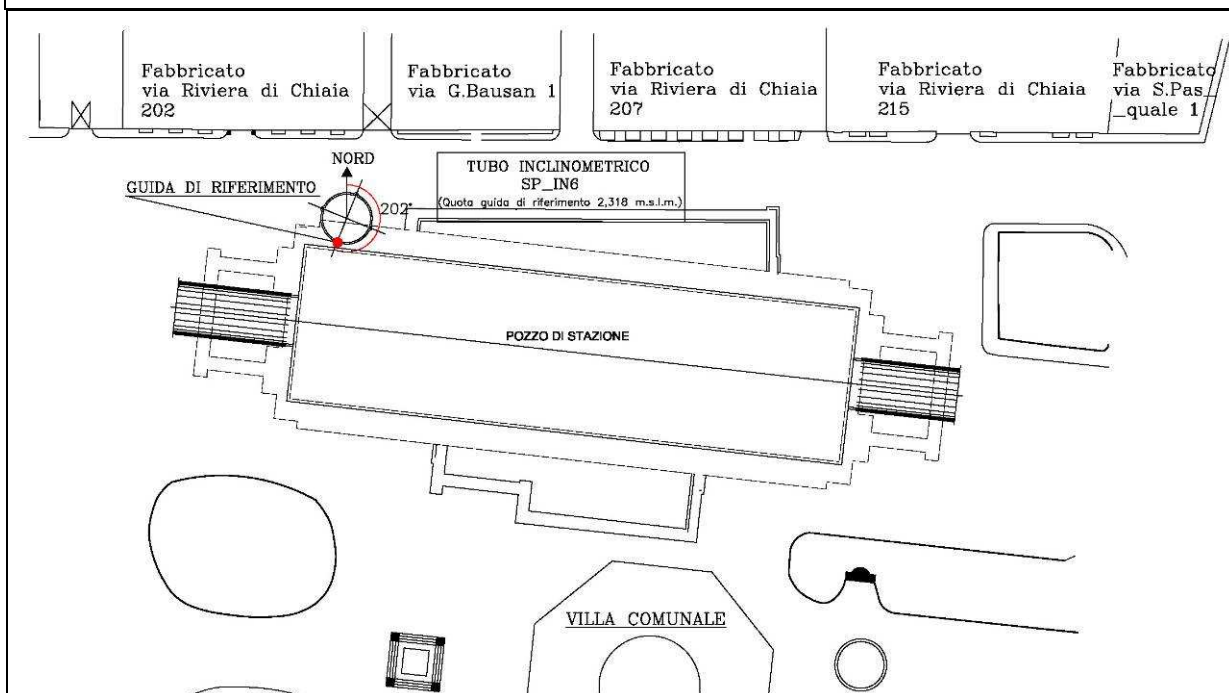 Fabbricato
via Riviera di Chiaia
202
Fabbricato
via G.Bausan 1
Fabbricato
via Riviera di Chiaia
207
Fabbricato
via Riviera di Chiaia
215
Fabbricato
via S.Pas_
_quale 1
NORD
GUIDA DI RIFERIMENTO
202°
TUBO INCLINOMETRICO
SP_IN6
(Quota guida di riferimento 2,318 m.s.l.m.)
POZZO DI STAZIONE
VILLA COMUNALE